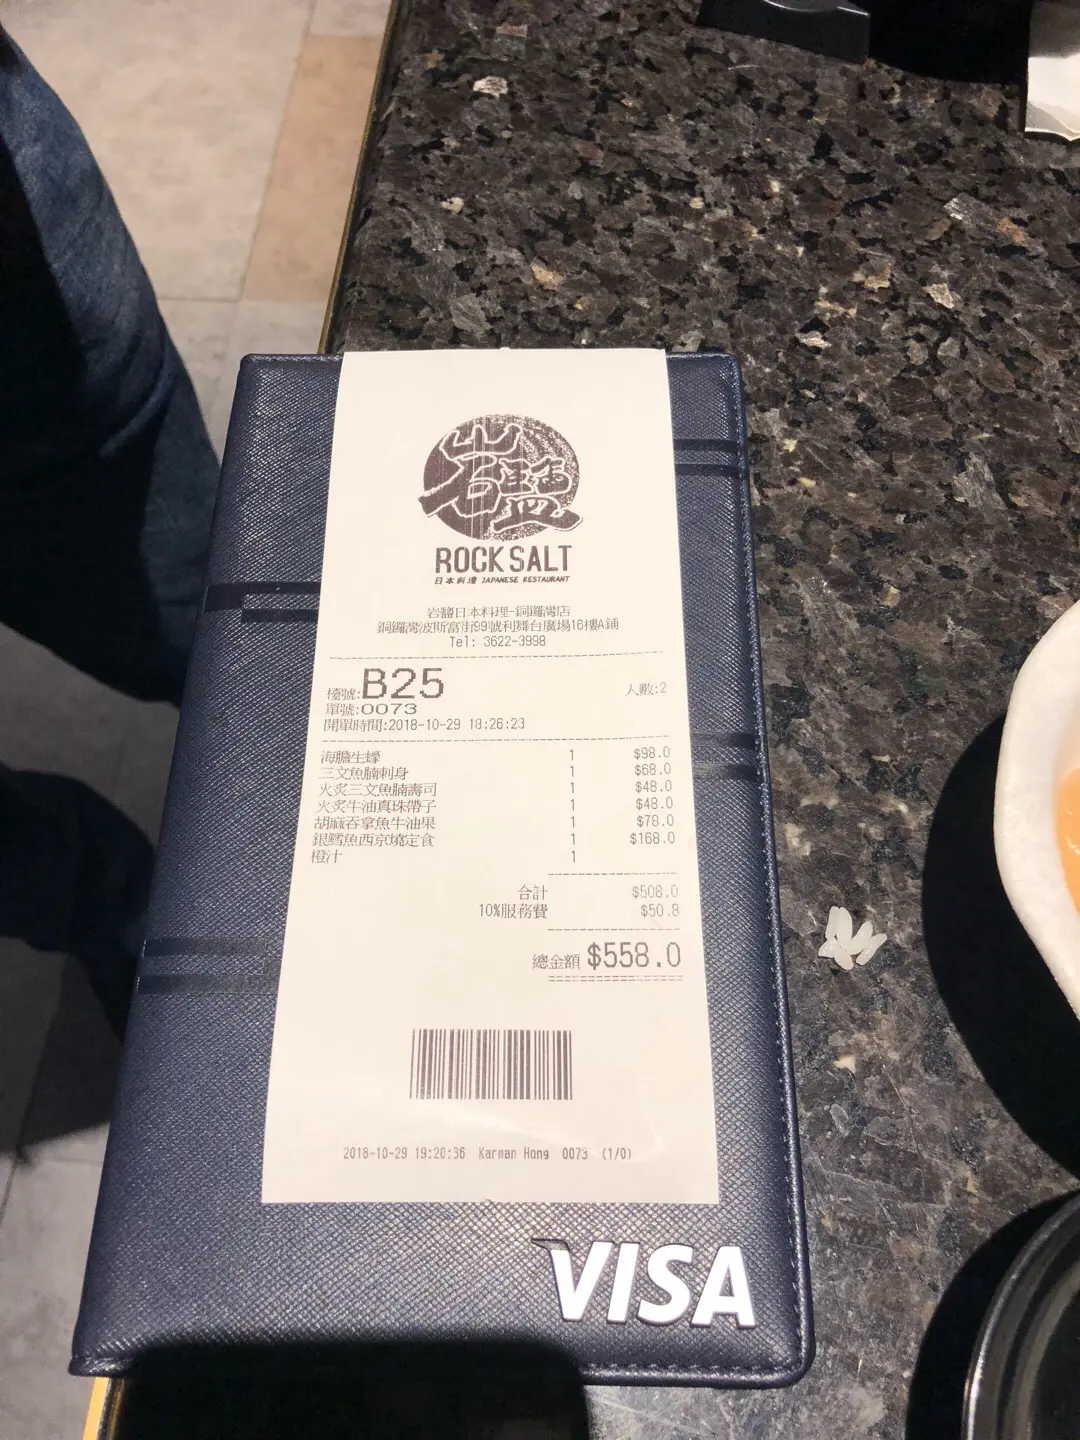 岩鹽
ROCK SALT
日本料理 JAPANESE RESTAURANT
岩鹽日本料理-銅鑼灣店
銅鑼灣波斯富街99號利舞台廣場16樓A鋪
Tel: 3622-3998
檯號:B25 人數:2
單號:0073
開單時間:2018-10-29 18:26:23
海膽生蠔 1 $98.0
三文魚腩刺身 1 $68.0
火炙三文魚腩壽司 1 $48.0
火炙牛油真珠帶子 1 $48.0
胡麻吞拿魚牛油果 1 $78.0
銀鱈魚西京燒定食 1 $168.0
橙汁 1
合計 $508.0
10%服務費 $50.8
總金額 $558.0
2018-10-29 19:20:36 Karman Hong 0073 (1/0)
VISA